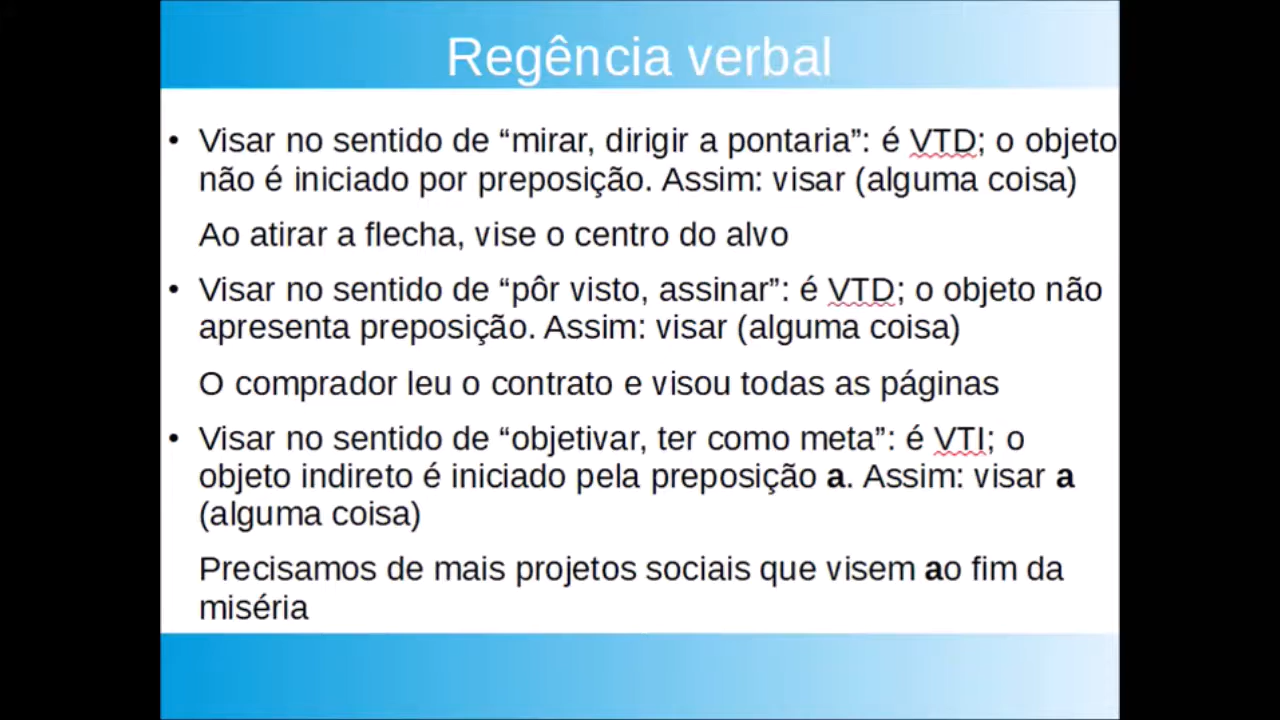 Regência verbal
• Visar no sentido de “mirar, dirigir a pontaria”: é VTD; o objeto
não é iniciado por preposição. Assim: visar (alguma coisa)
Ao atirar a flecha, vise o centro do alvo
• Visar no sentido de “pôr visto, assinar”: é VTD; o objeto não
apresenta preposição. Assim: visar (alguma coisa)
O comprador leu o contrato e visou todas as páginas
• Visar no sentido de “objetivar, ter como meta”: é VTI; o
objeto indireto é iniciado pela preposição a. Assim: visar a
(alguma coisa)
Precisamos de mais projetos sociais que visem ao fim da
miséria